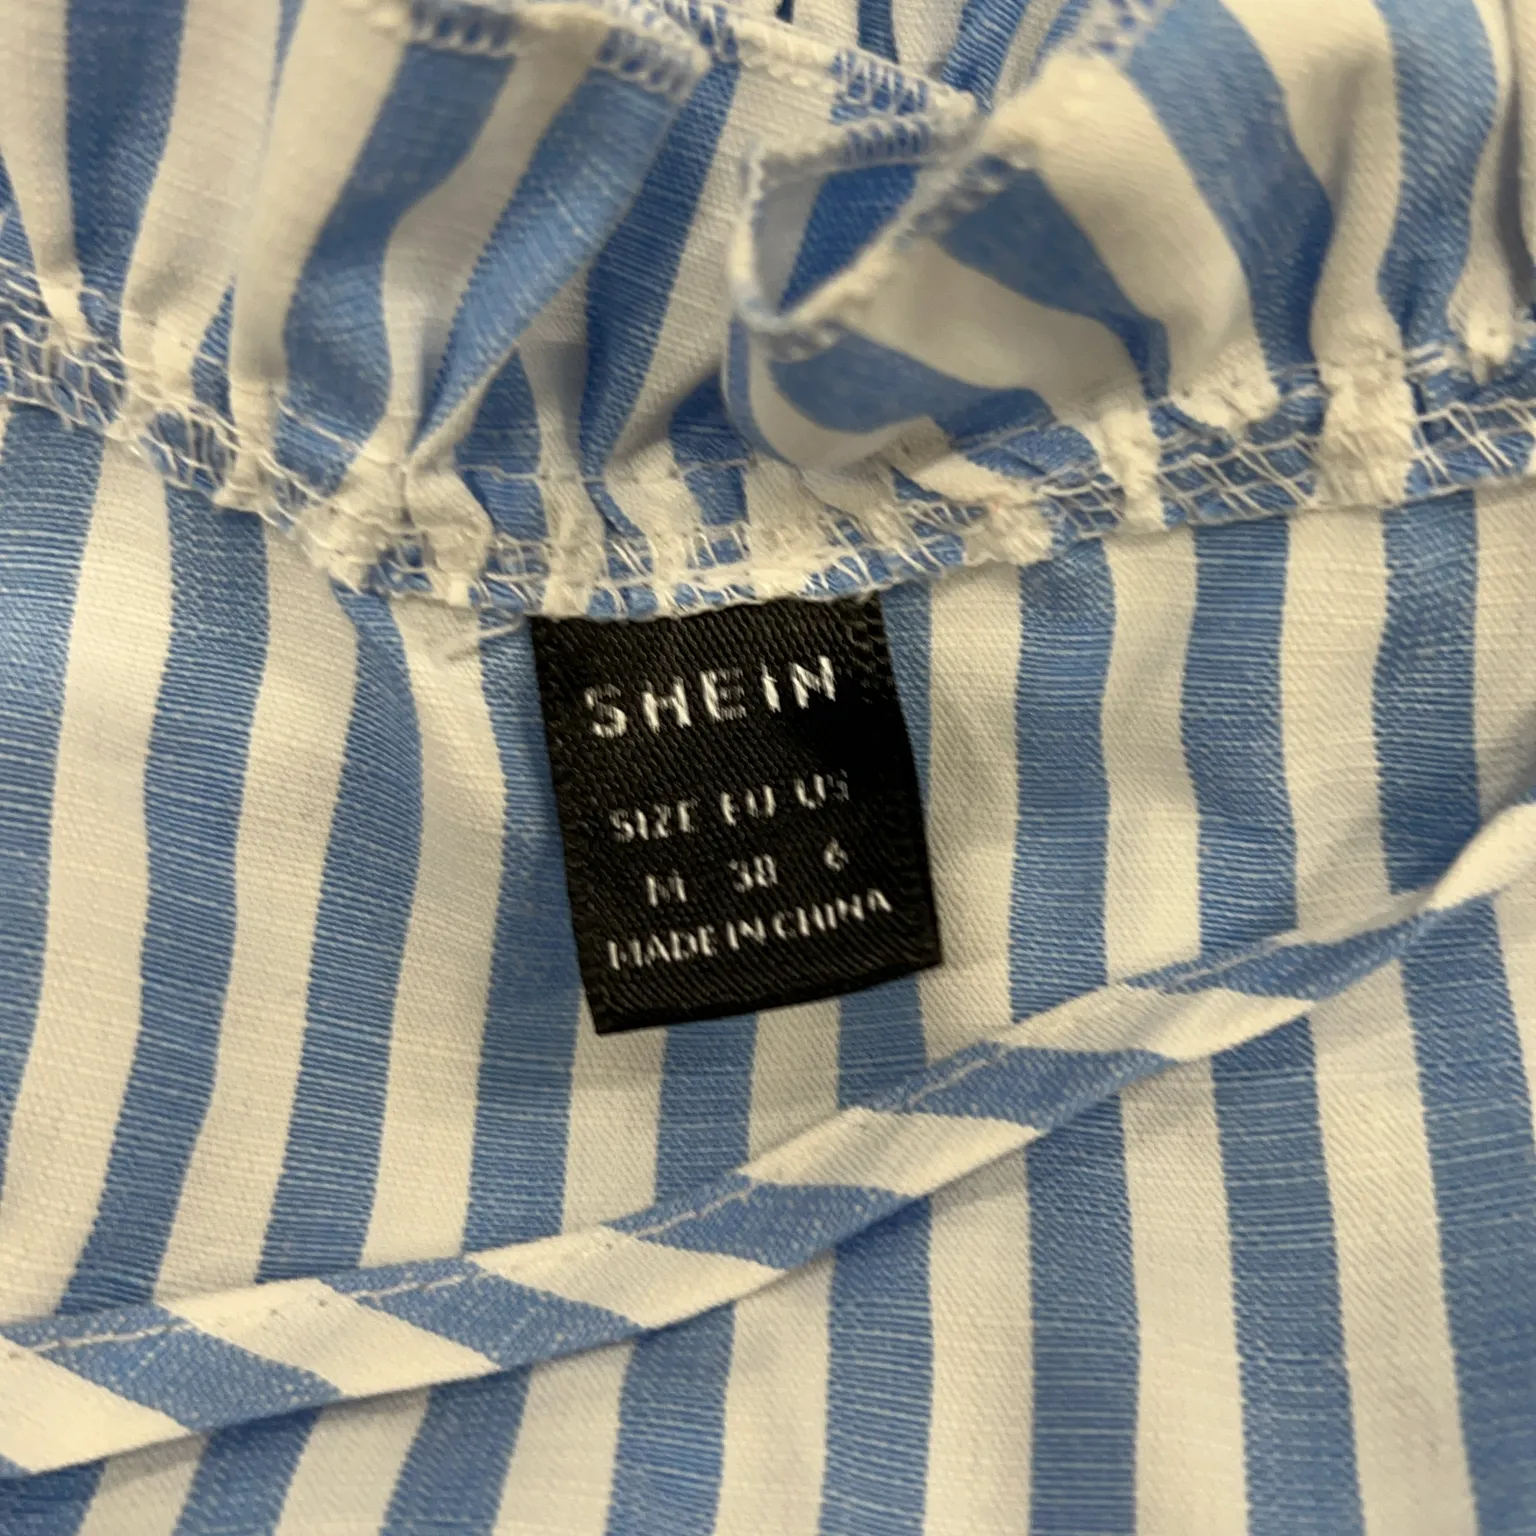 SHEIN
SIZE EU US
M 38 6
MADE IN CHINA